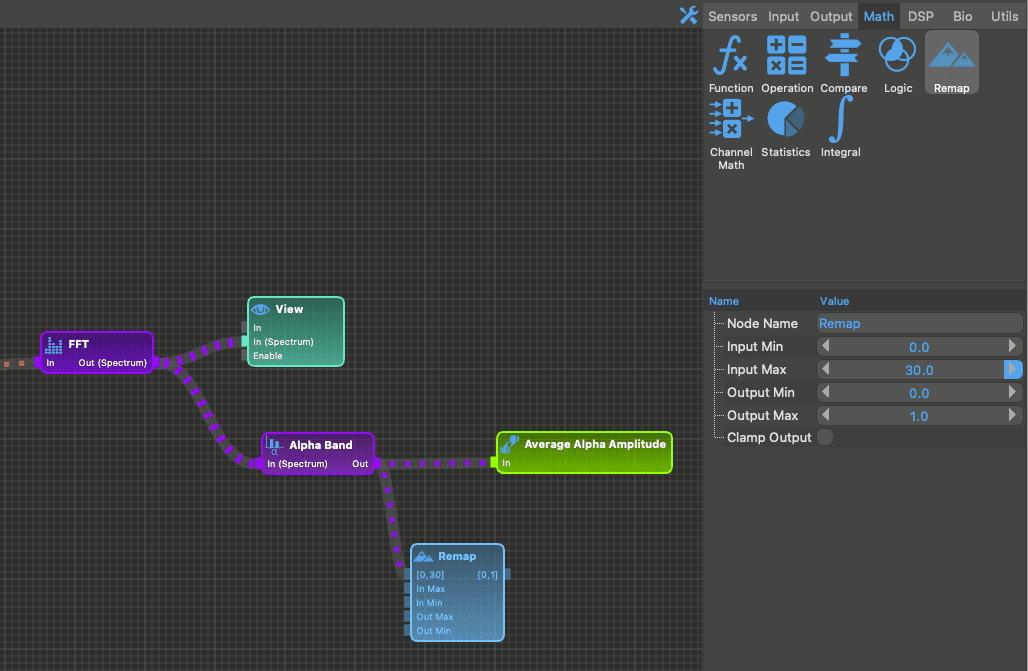 Sensors Input Output Math DSP Bio Utils
Function Operation Compare Logic Remap
Channel Math Statistics Integral
Name Value
Node Name Remap
Input Min 0.0
Input Max 30.0
Output Min 0.0
Output Max 1.0
Clamp Output
FFT
In Out (Spectrum)
View
In
In (Spectrum)
Enable
α
Alpha Band
In (Spectrum) Out
Average Alpha Amplitude
In
Remap
[0,30] [0,1]
In Max
In Min
Out Max
Out Min